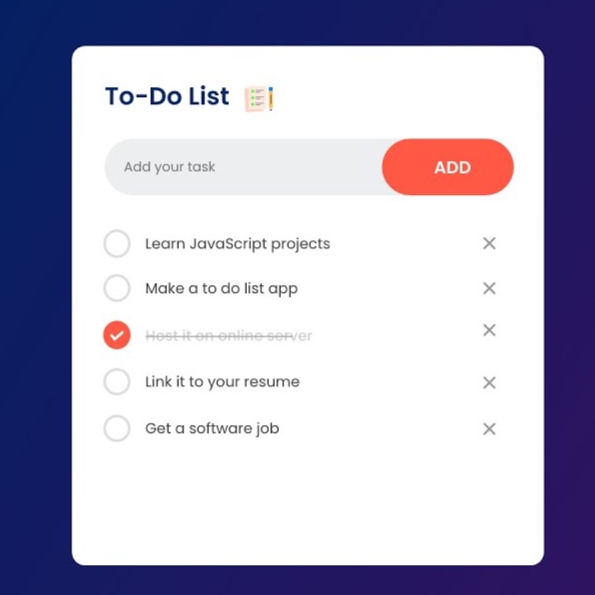 To-Do List
Add your task
ADD
Learn JavaScript projects
Make a to do list app
Host it on online server
Link it to your resume
Get a software job